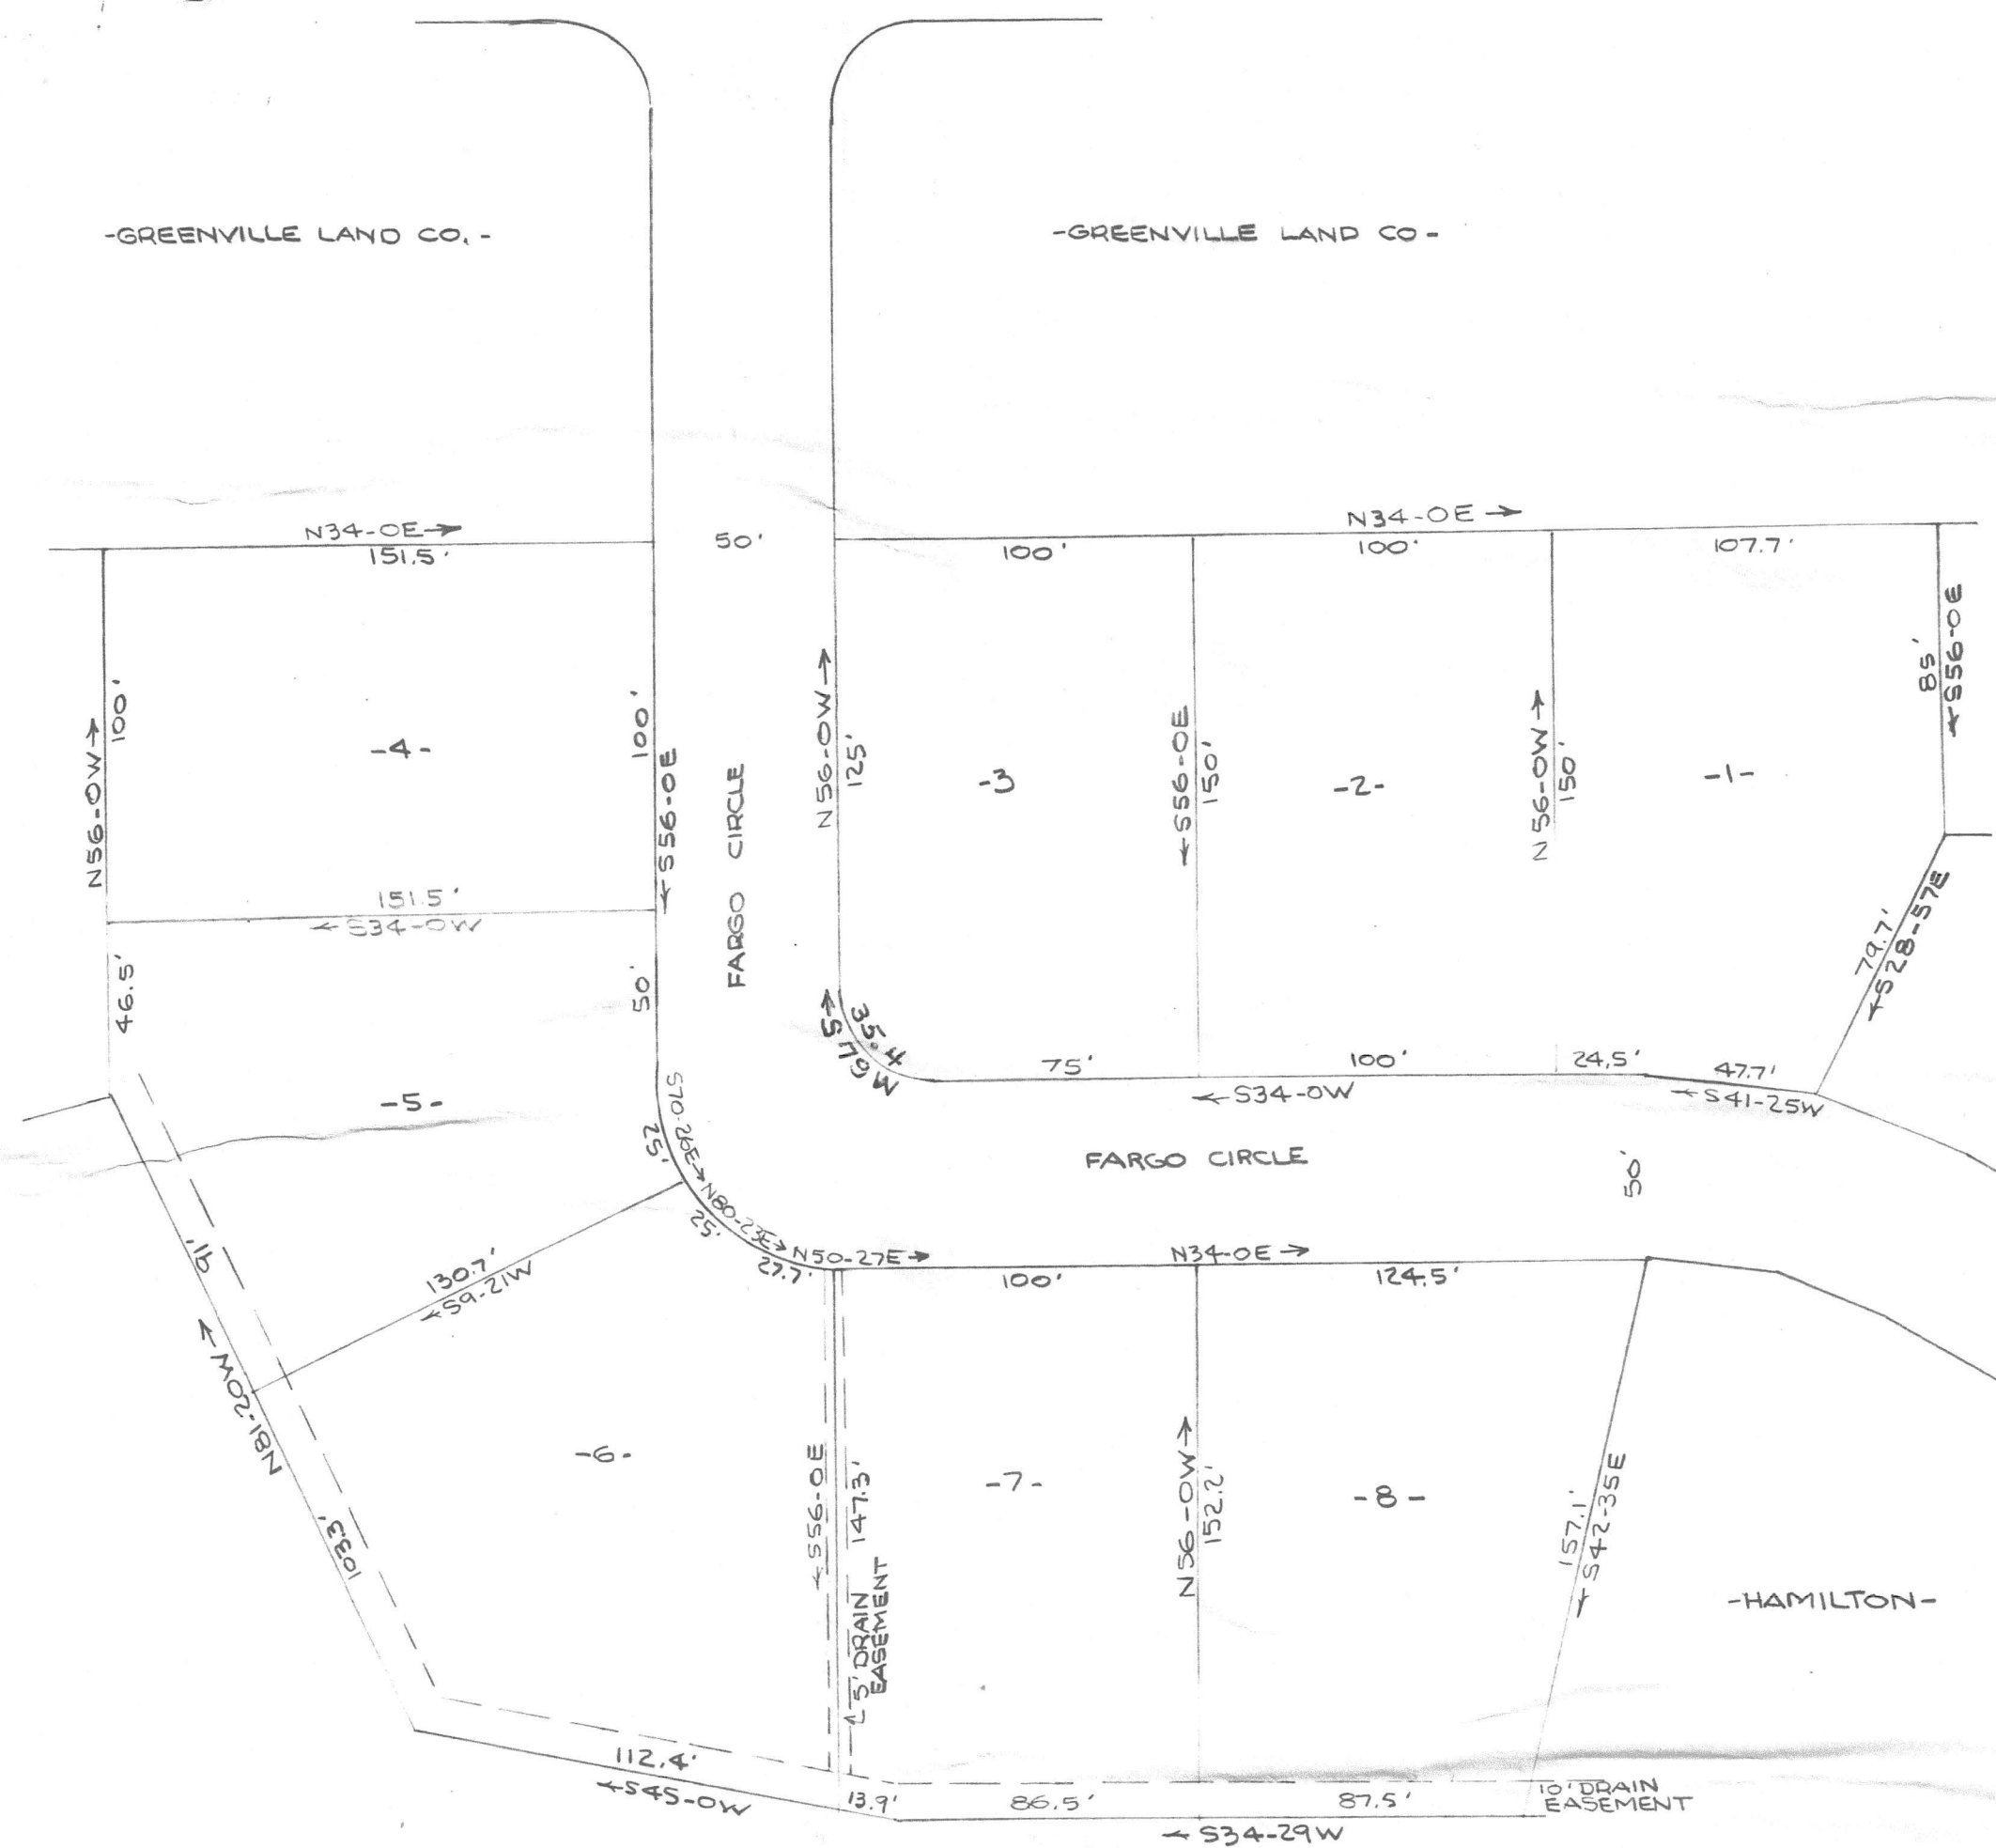 -GREENVILLE LAND CO. -
-GREENVILLE LAND CO -
N34-0E→
151.5'
50'
100'
N34-0E →
100'
107.7'
N56-0W→
100'
-4-
100'
←S56-0E
151.5'
←S34-0W
FARGO CIRCLE
N56-0W→
125'
-3
←S56-0E
150'
-2-
N56-0W→
150'
-1-
85'
←S56-0E
79.7'
←S28-57E
46.5'
50'
-5-
35.4
←S79W
75'
100'
←S34-0W
24.5'
47.7'
←S41-25W
FARGO CIRCLE
50'
25'
S70-29E→
25'
N80-23E→
27.7'
N50-27E→
100'
N34-0E→
124.5'
91'
130.7'
←S9-21W
N81-20W→
103.3'
-6-
←S56-0E
147.3'
5' DRAIN
EASEMENT
-7-
N56-0W→
152.2'
-8-
157.1'
←S42-35E
-HAMILTON-
112.4'
←S45-0W
13.9'
86.5'
87.5'
←S34-29W
10' DRAIN
EASEMENT